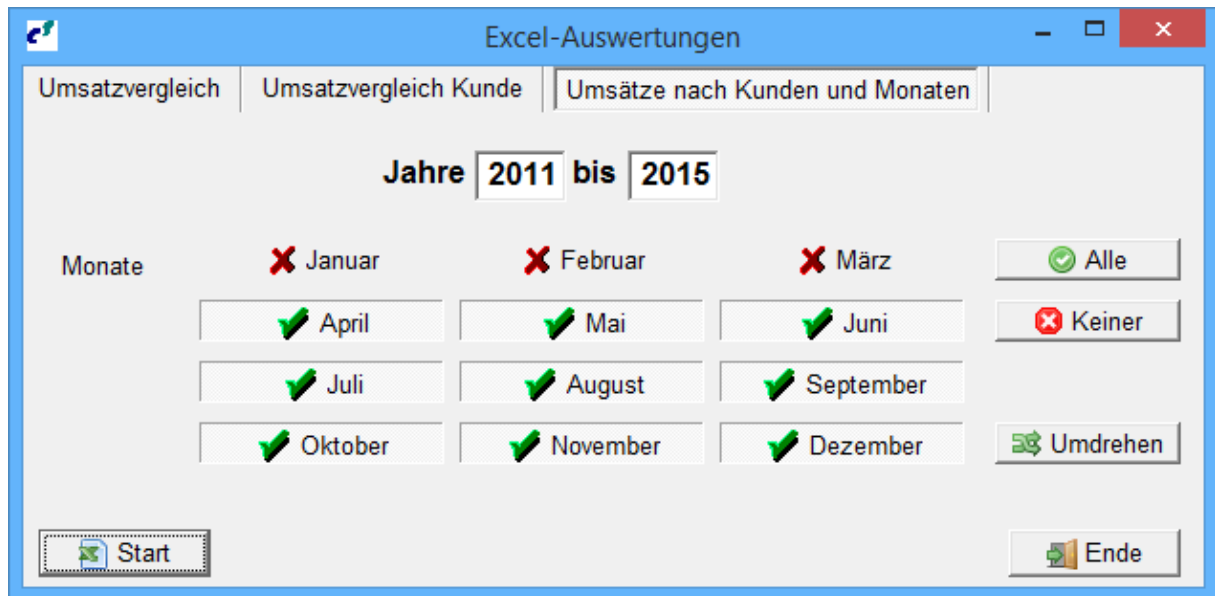 Excel-Auswertungen
Umsatzvergleich Umsatzvergleich Kunde Umsätze nach Kunden und Monaten
Jahre 2011 bis 2015
Monate Januar Februar März Alle
April Mai Juni Keiner
Juli August September
Oktober November Dezember Umdrehen
Start Ende